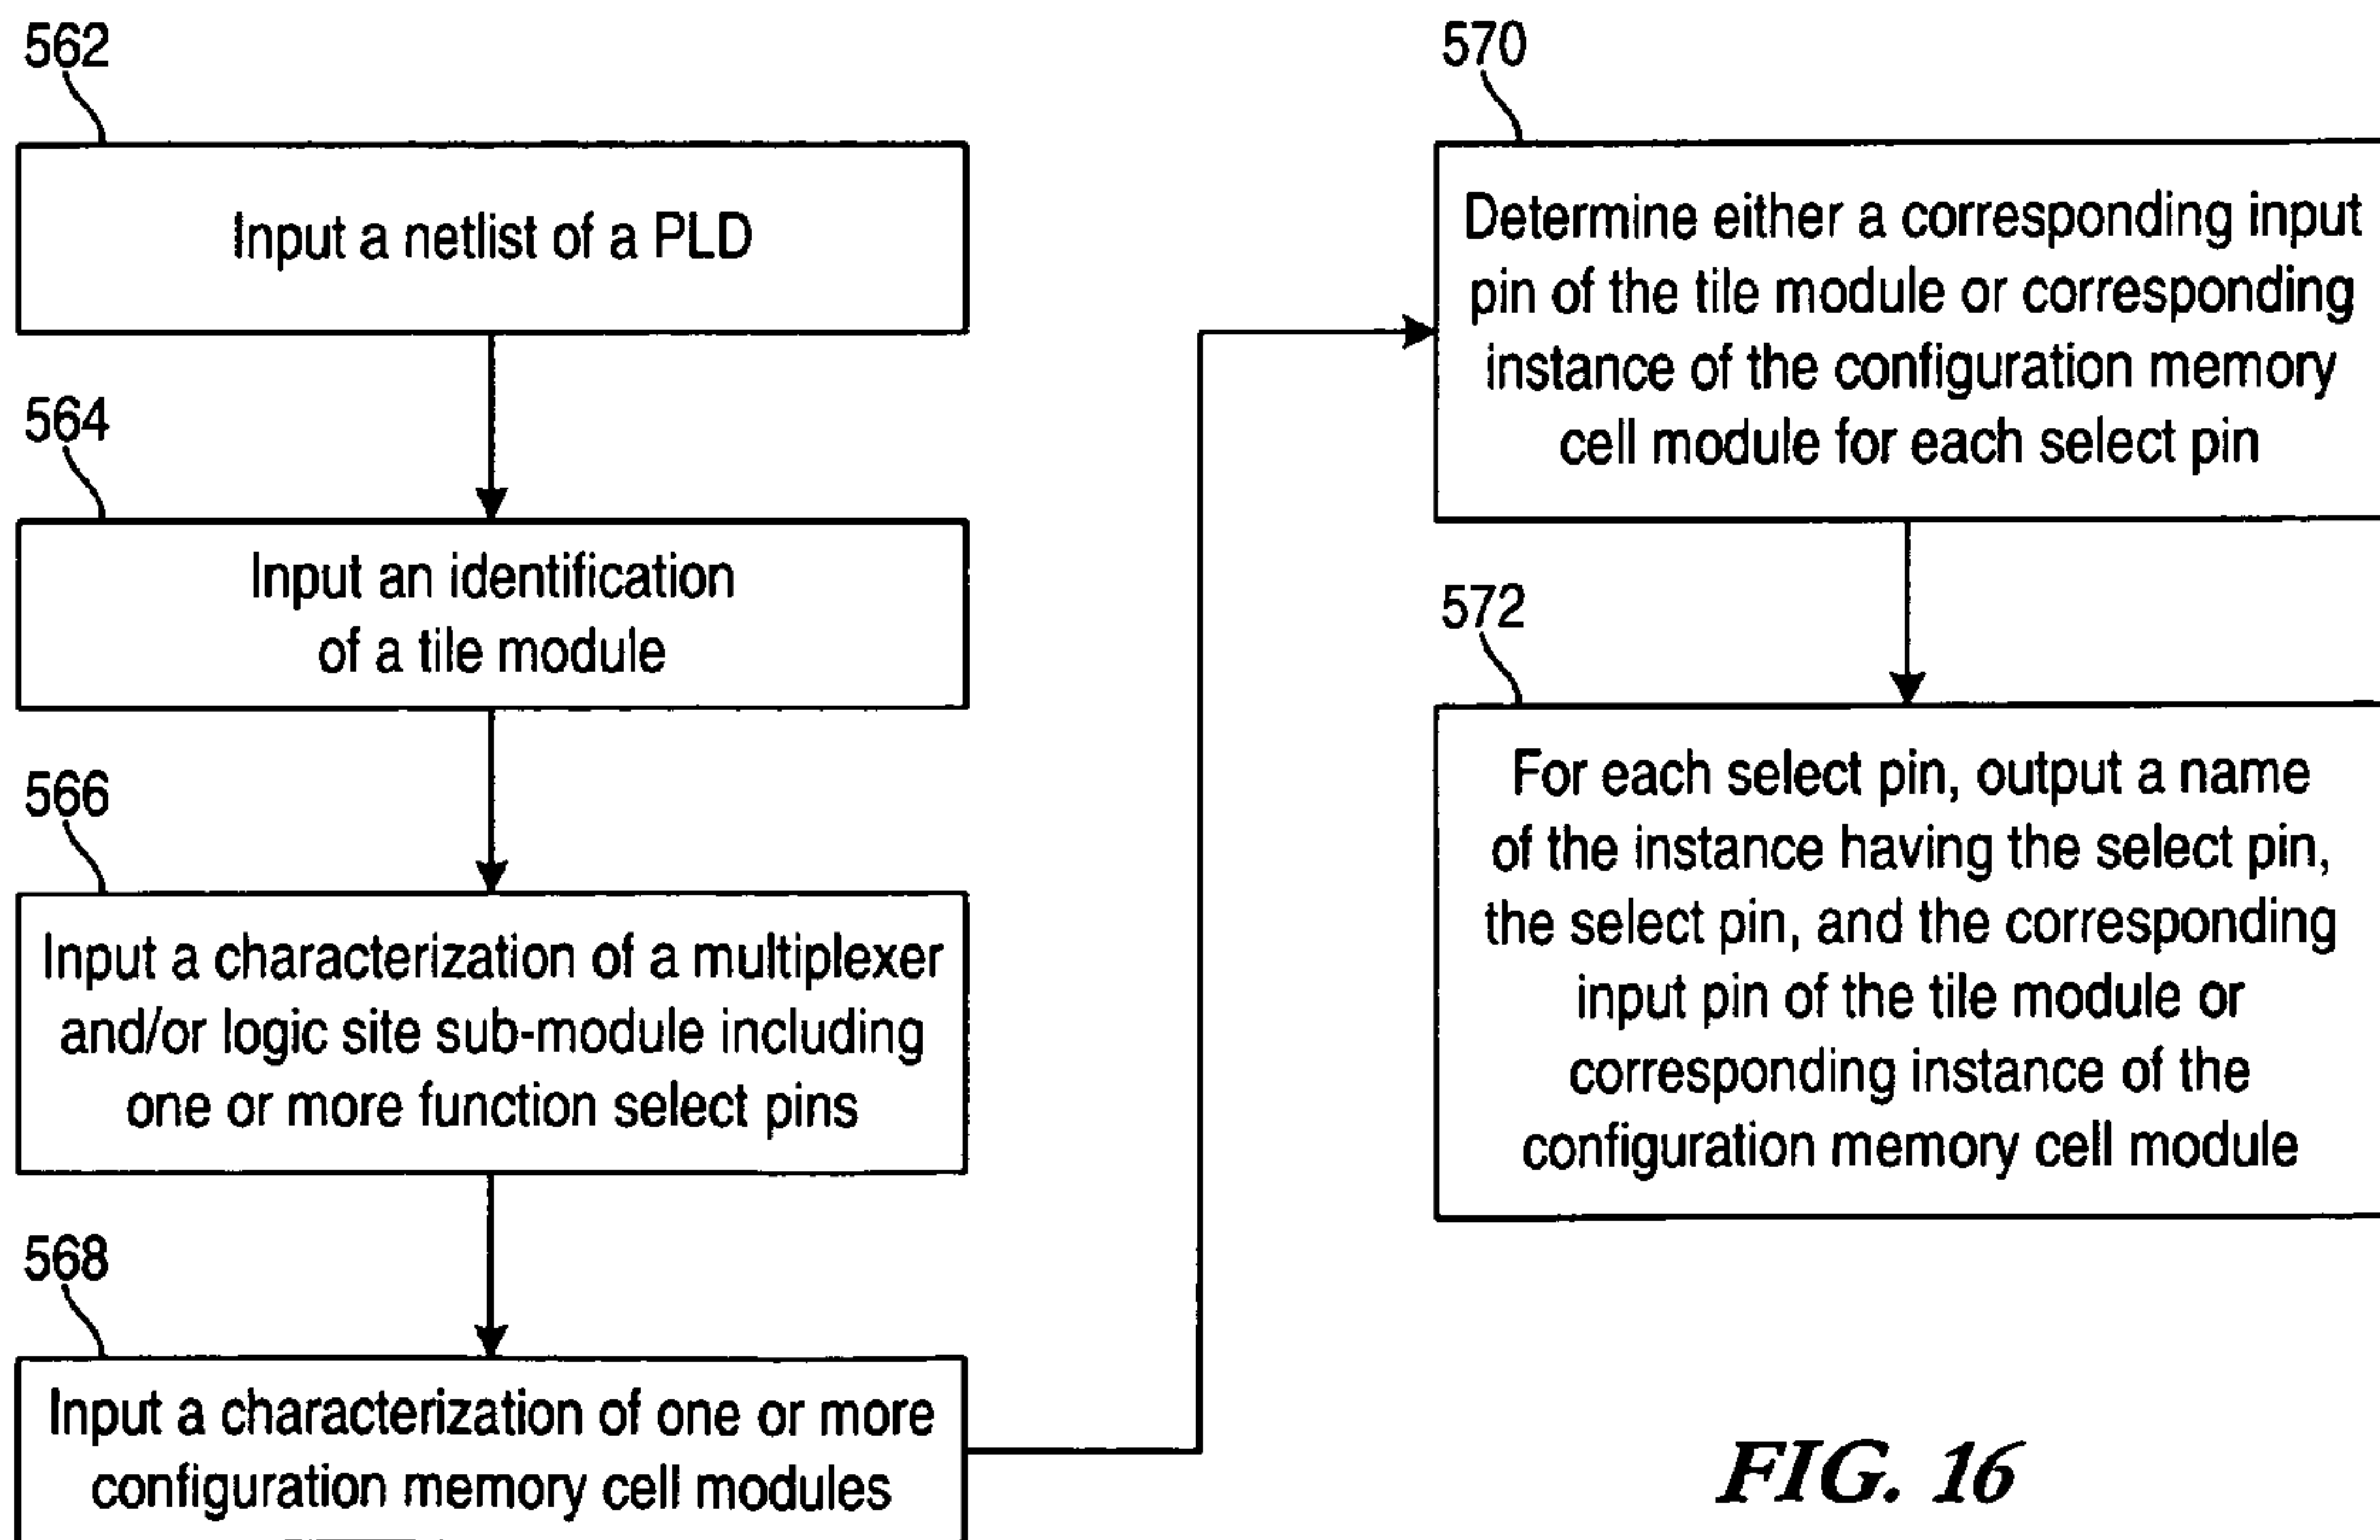 562
Input a netlist of a PLD
564
Input an identification
of a tile module
566
Input a characterization of a multiplexer
and/or logic site sub-module including
one or more function select pins
568
Input a characterization of one or more
configuration memory cell modules
570
Determine either a corresponding input
pin of the tile module or corresponding
instance of the configuration memory
cell module for each select pin
572
For each select pin, output a name
of the instance having the select pin,
the select pin, and the corresponding
input pin of the tile module or
corresponding instance of the
configuration memory cell module
FIG. 16